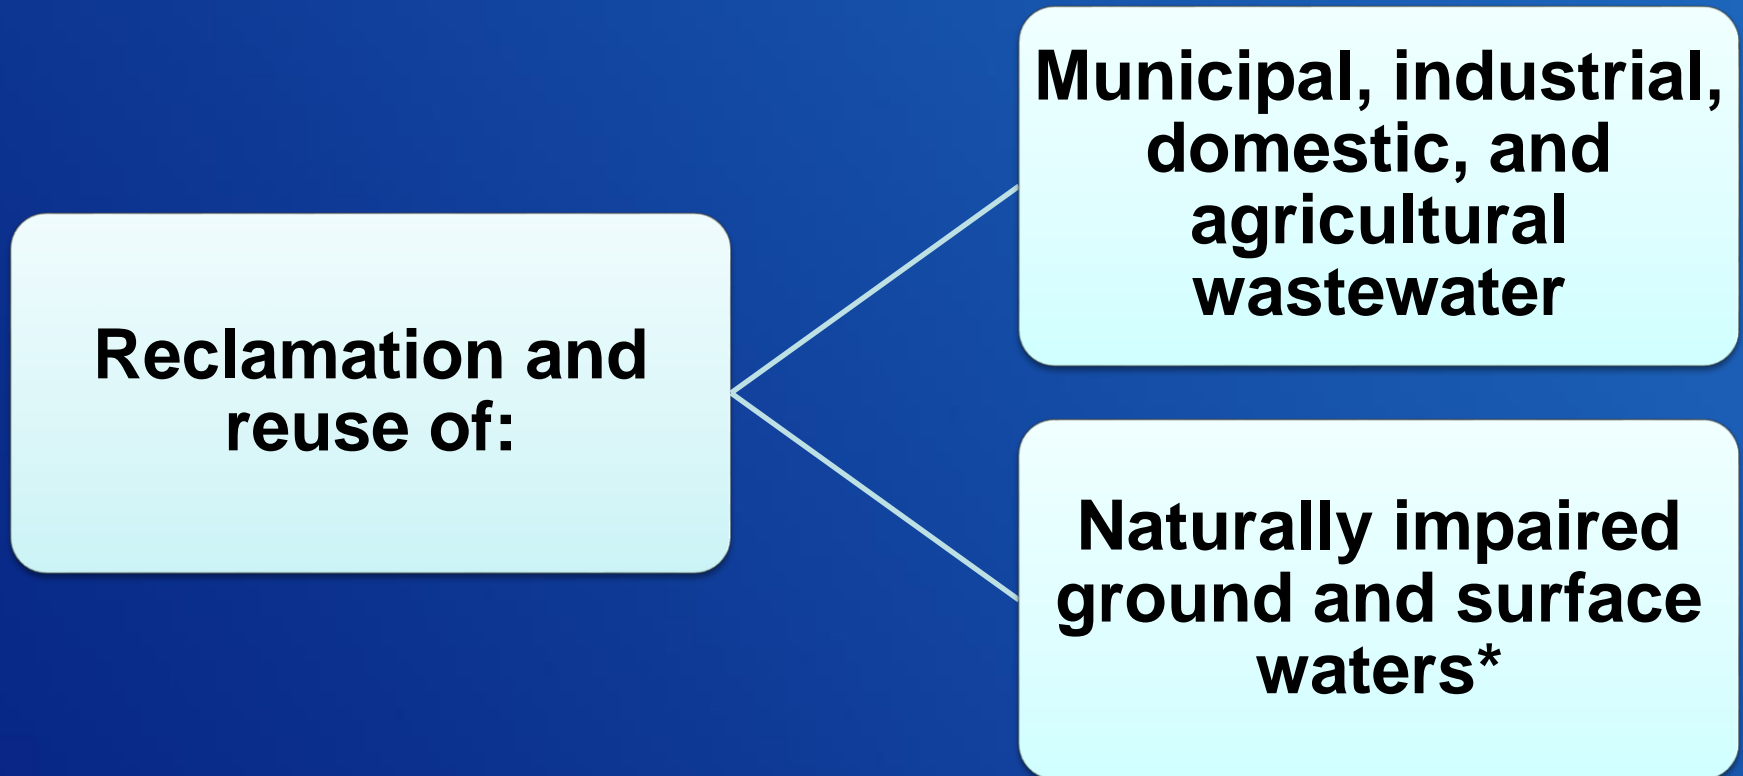 Reclamation and
reuse of:
Municipal, industrial,
domestic, and
agricultural
wastewater
Naturally impaired
ground and surface
waters*